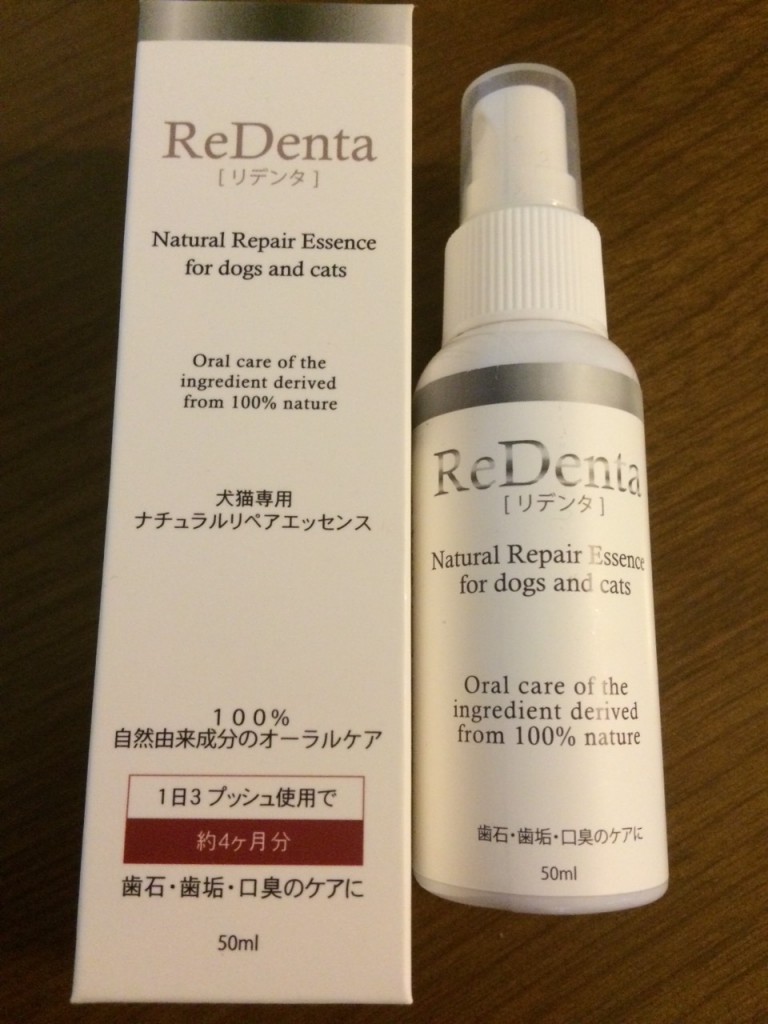 ReDenta
[リデンタ]
Natural Repair Essence
for dogs and cats
Oral care of the
ingredient derived
from 100% nature
犬猫専用
ナチュラルリペアエッセンス
１００％
自然由来成分のオーラルケア
1日3プッシュ使用で
約4ヶ月分
歯石・歯垢・口臭のケアに
50ml
ReDenta
[リデンタ]
Natural Repair Essence
for dogs and cats
Oral care of the
ingredient derived
from 100% nature
歯石・歯垢・口臭のケアに
50ml